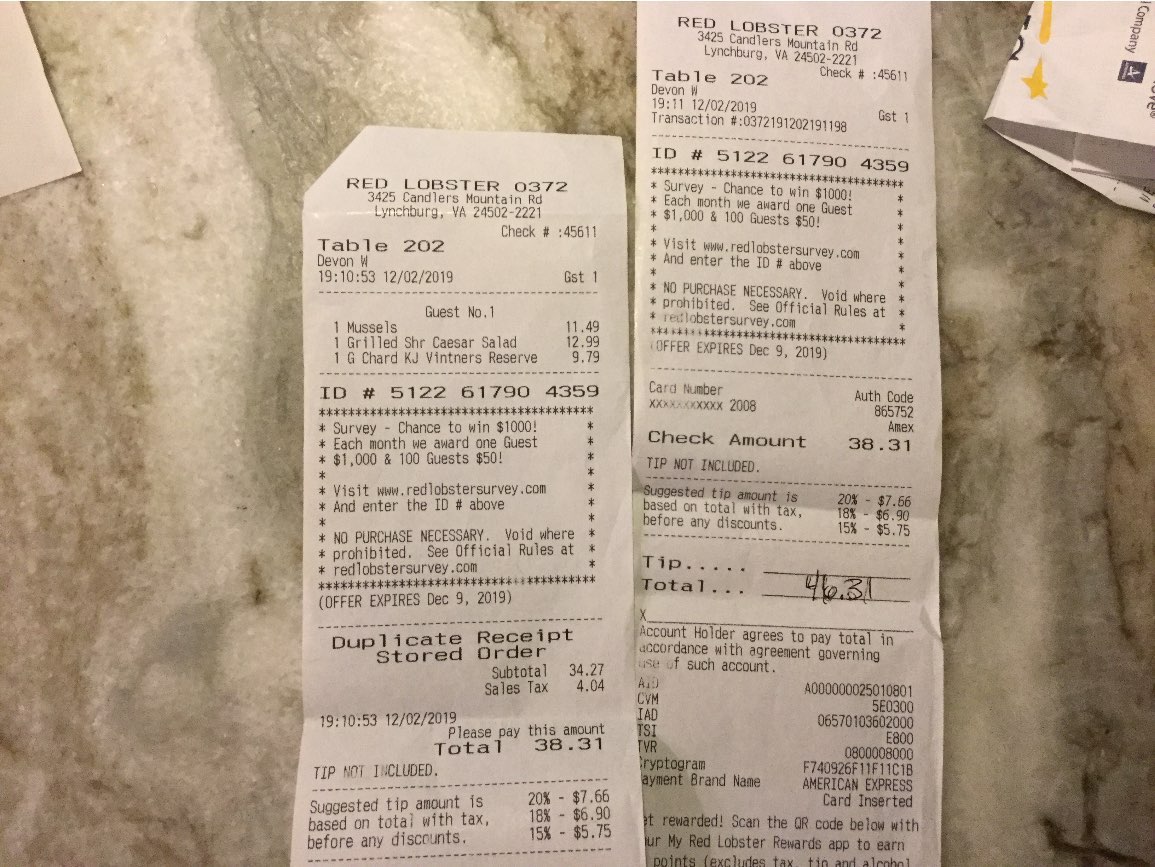 RED LOBSTER 0372
3425 Candlers Mountain Rd
Lynchburg, VA 24502-2221
Check # :45611
Table 202
Devon W
19:10:53 12/02/2019 Gst 1
Guest No.1
1 Mussels 11.49
1 Grilled Shr Caesar Salad 12.99
1 G Chard KJ Vintners Reserve 9.79
ID # 5122 61790 4359
****************************************
* Survey - Chance to win $1000! *
* Each month we award one Guest *
* $1,000 & 100 Guests $50! *
* *
* Visit www.redlobstersurvey.com *
* And enter the ID # above *
* *
* NO PURCHASE NECESSARY. Void where *
* prohibited. See Official Rules at *
* redlobstersurvey.com *
****************************************
(OFFER EXPIRES Dec 9, 2019)
Duplicate Receipt
Stored Order
Subtotal 34.27
Sales Tax 4.04
19:10:53 12/02/2019
Please pay this amount
Total 38.31
TIP NOT INCLUDED.
Suggested tip amount is 20% - $7.66
based on total with tax, 18% - $6.90
before any discounts. 15% - $5.75
RED LOBSTER 0372
3425 Candlers Mountain Rd
Lynchburg, VA 24502-2221
Check # :45611
Table 202
Devon W
19:11 12/02/2019 Gst 1
Transaction #:0372191202191198
ID # 5122 61790 4359
****************************************
* Survey - Chance to win $1000! *
* Each month we award one Guest *
* $1,000 & 100 Guests $50! *
* *
* Visit www.redlobstersurvey.com *
* And enter the ID # above *
* *
* NO PURCHASE NECESSARY. Void where *
* prohibited. See Official Rules at *
* redlobstersurvey.com *
****************************************
(OFFER EXPIRES Dec 9, 2019)
Card Number Auth Code
XXXXXXXXXXX 2008 865752
Amex
Check Amount 38.31
TIP NOT INCLUDED.
Suggested tip amount is 20% - $7.66
based on total with tax, 18% - $6.90
before any discounts. 15% - $5.75
Tip.....
Total... 46.31
X
Account Holder agrees to pay total in
accordance with agreement governing
use of such account.
AID A000000025010801
CVM 5E0300
IAD 06570103602000
TSI E800
TVR 0800008000
Cryptogram F740926F11F11C1B
ayment Brand Name AMERICAN EXPRESS
Card Inserted
et rewarded! Scan the QR code below with
ur My Red Lobster Rewards app to earn
points (excludes tax, tip and alcohol
Company